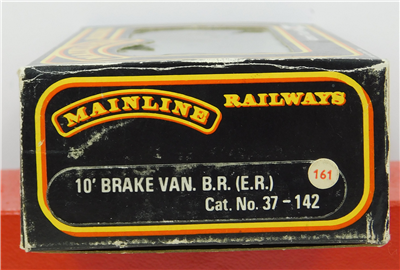 MAINLINE RAILWAYS
10' BRAKE VAN. B.R. (E.R.) 161
Cat. No. 37-142